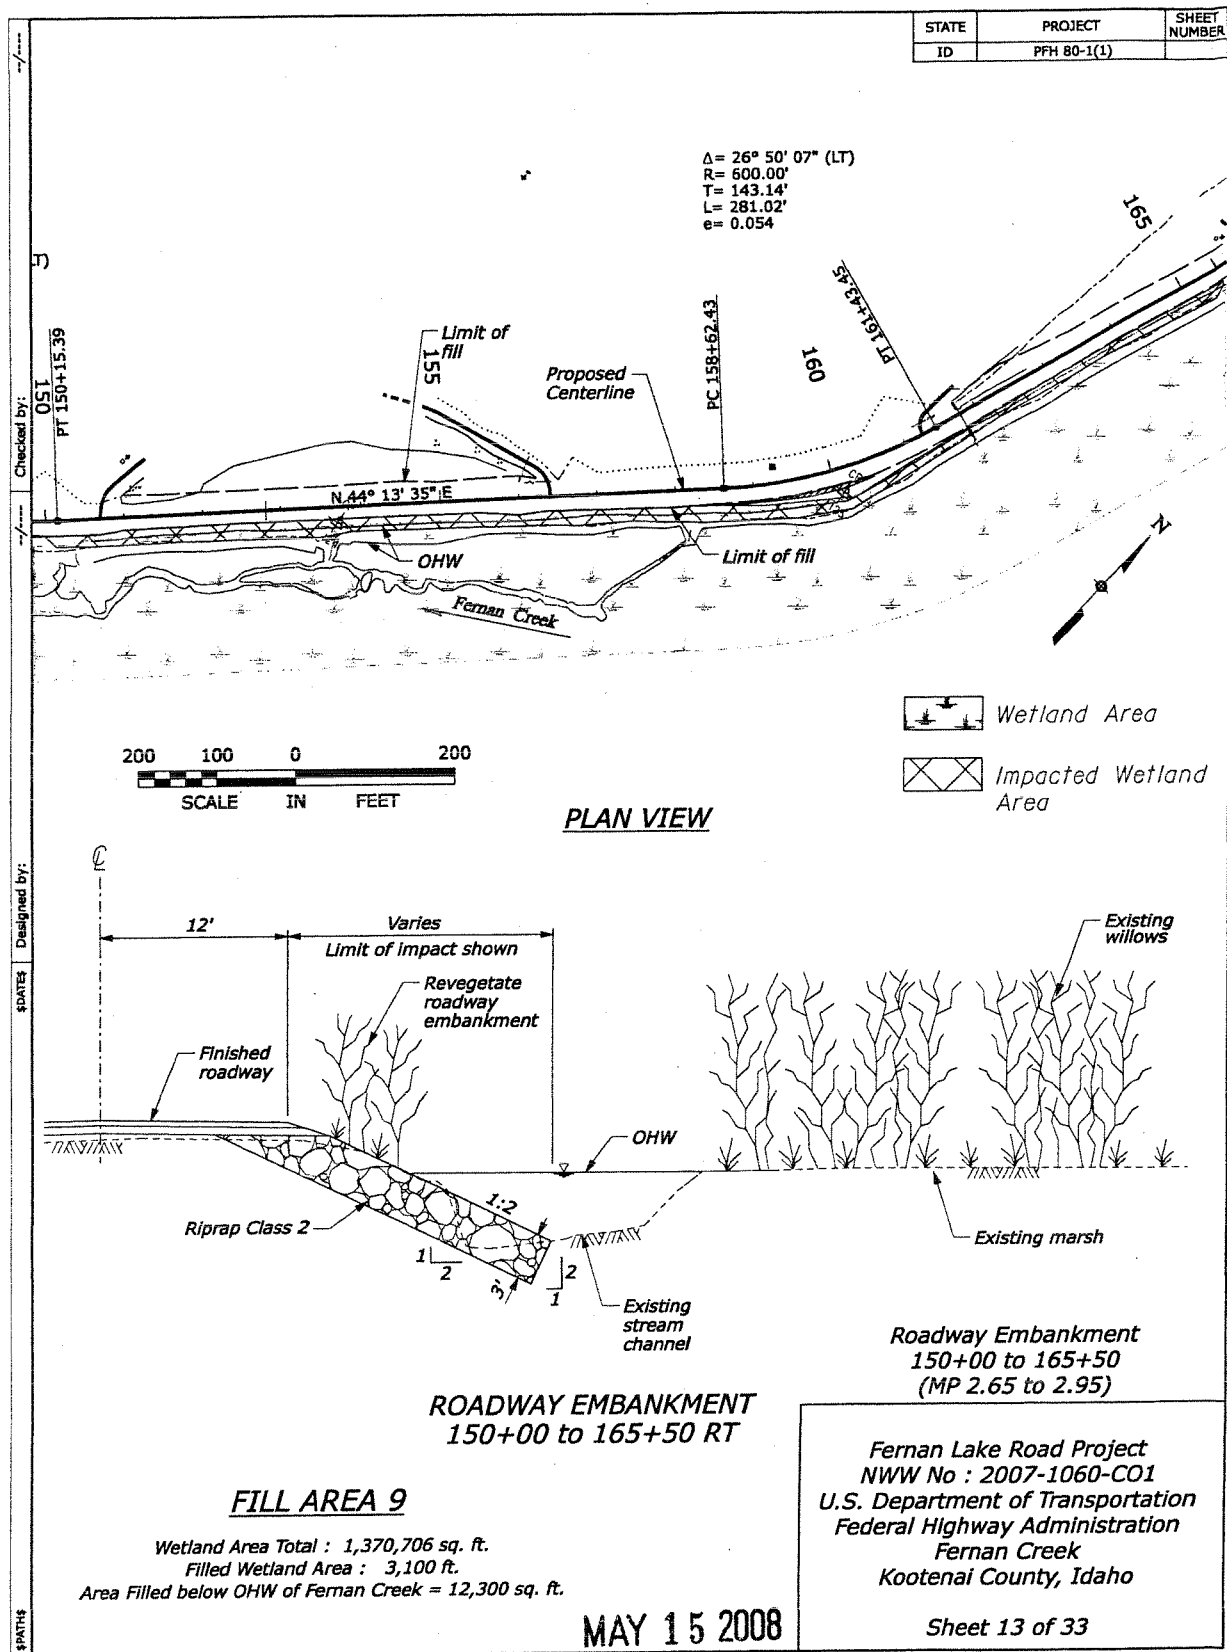 STATE PROJECT SHEET NUMBER
ID PFH 80-1(1)
Δ= 26° 50' 07" (LT)
R= 600.00'
T= 143.14'
L= 281.02'
e= 0.054
165
PT 161+43.45
160
PC 158+62.43
Limit of fill
155
Proposed
Centerline
T)
150
PT 150+15.39
N 44° 13' 35" E
OHW
Limit of fill
Fernan Creek
N
Wetland Area
Impacted Wetland
Area
200 100 0 200
SCALE IN FEET
PLAN VIEW
℄
12'
Varies
Limit of impact shown
Revegetate
roadway
embankment
Existing
willows
Finished
roadway
OHW
1:2
Riprap Class 2
1
2
3'
2
1
Existing marsh
Existing
stream
channel
Roadway Embankment
150+00 to 165+50
(MP 2.65 to 2.95)
ROADWAY EMBANKMENT
150+00 to 165+50 RT
FILL AREA 9
Wetland Area Total : 1,370,706 sq. ft.
Filled Wetland Area : 3,100 ft.
Area Filled below OHW of Fernan Creek = 12,300 sq. ft.
MAY 15 2008
Fernan Lake Road Project
NWW No : 2007-1060-CO1
U.S. Department of Transportation
Federal Highway Administration
Fernan Creek
Kootenai County, Idaho
Sheet 13 of 33
--/----
Checked by:
--/----
Designed by:
$DATE$
$PATH$